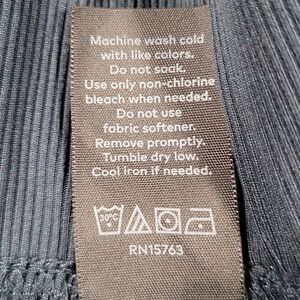 Machine wash cold
with like colors.
Do not soak.
Use only non-chlorine
bleach when needed.
Do not use
fabric softener.
Remove promptly.
Tumble dry low.
Cool iron if needed.
30°C
RN15763